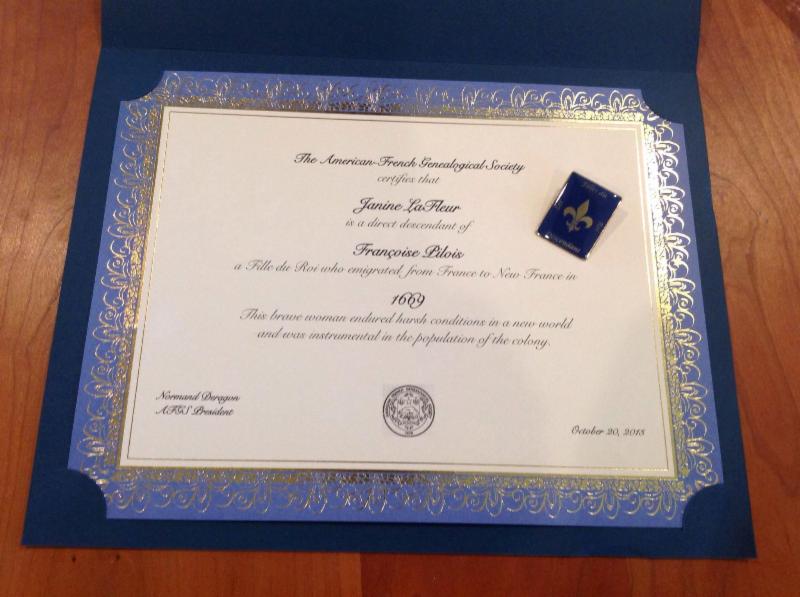 The American-French Genealogical Society
certifies that
Janine LaFleur
is a direct descendant of
Françoise Pilois
a Fille du Roi who emigrated from France to New France in
1669
This brave woman endured harsh conditions in a new world
and was instrumental in the population of the colony.
Normand Deragon
AFGS President
October 20, 2013
Descendant